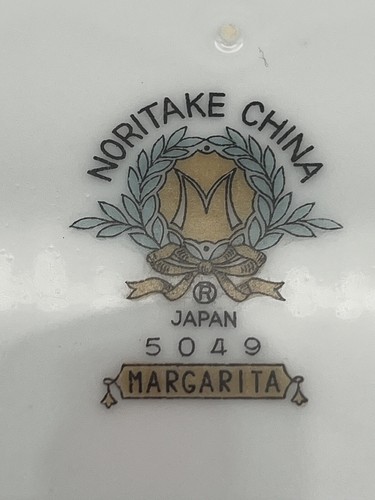 NORITAKE CHINA
M
®
JAPAN
5049
MARGARITA